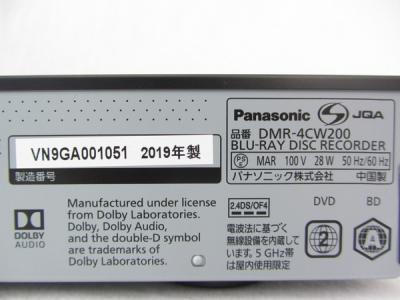 VN9GA001051 2019年製
製造番号
DOLBY
AUDIO
Manufactured under license
from Dolby Laboratories.
Dolby, Dolby Audio,
and the double-D symbol
are trademarks of
Dolby Laboratories.
Panasonic JQA
品番 DMR-4CW200
BLU-RAY DISC RECORDER
PSE MAR 100 V 28 W 50 Hz/60 Hz
パナソニック株式会社 中国製
2.4DS/OF4
電波法に基づく
無線設備を内蔵しています。
5 GHz帯
は屋内使用限定
DVD
2
BD
A